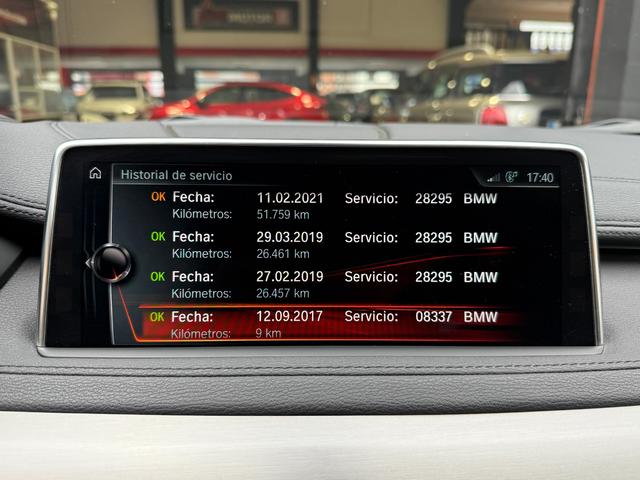 MOTOR
Historial de servicio 17:40
OK Fecha: 11.02.2021 Servicio: 28295 BMW
Kilómetros: 51.759 km
OK Fecha: 29.03.2019 Servicio: 28295 BMW
Kilómetros: 26.461 km
OK Fecha: 27.02.2019 Servicio: 28295 BMW
Kilómetros: 26.457 km
OK Fecha: 12.09.2017 Servicio: 08337 BMW
Kilómetros: 9 km